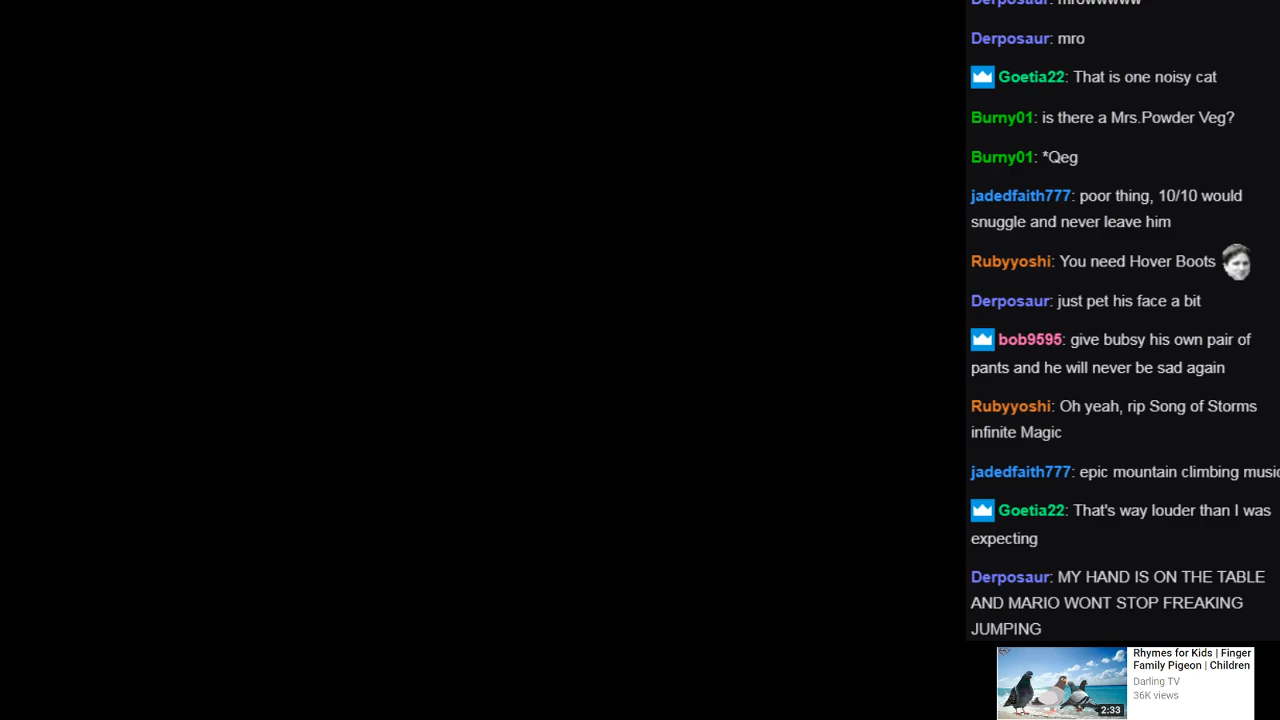 Derposaur: mrowwwww
Derposaur: mro
Goetia22: That is one noisy cat
Burny01: is there a Mrs.Powder Veg?
Burny01: *Qeg
jadedfaith777: poor thing, 10/10 would
snuggle and never leave him
Rubyyoshi: You need Hover Boots
Derposaur: just pet his face a bit
bob9595: give bubsy his own pair of
pants and he will never be sad again
Rubyyoshi: Oh yeah, rip Song of Storms
infinite Magic
jadedfaith777: epic mountain climbing music
Goetia22: That's way louder than I was
expecting
Derposaur: MY HAND IS ON THE TABLE
AND MARIO WONT STOP FREAKING
JUMPING
Rhymes for Kids | Finger
Family Pigeon | Children
Darling TV
36K views
2:33